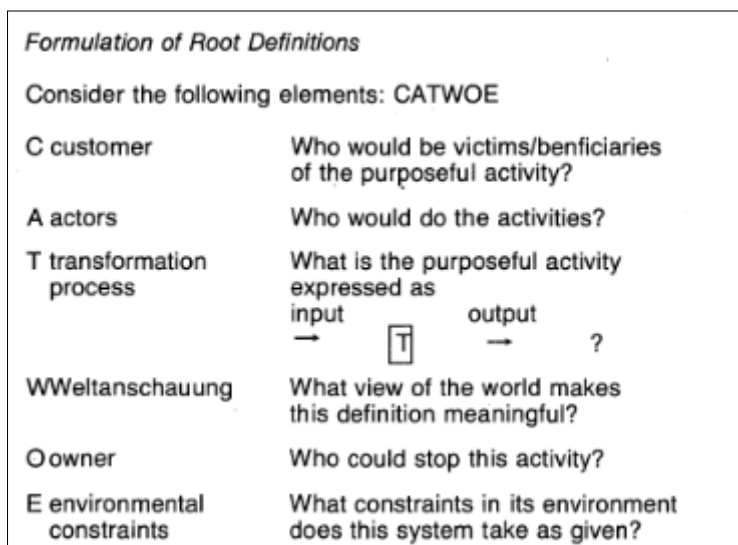 Formulation of Root Definitions
Consider the following elements: CATWOE
C customer Who would be victims/benficiaries
of the purposeful activity?
A actors Who would do the activities?
T transformation What is the purposeful activity
process expressed as
input output
→ T → ?
WWeltanschauung What view of the world makes
this definition meaningful?
O owner Who could stop this activity?
E environmental What constraints in its environment
constraints does this system take as given?